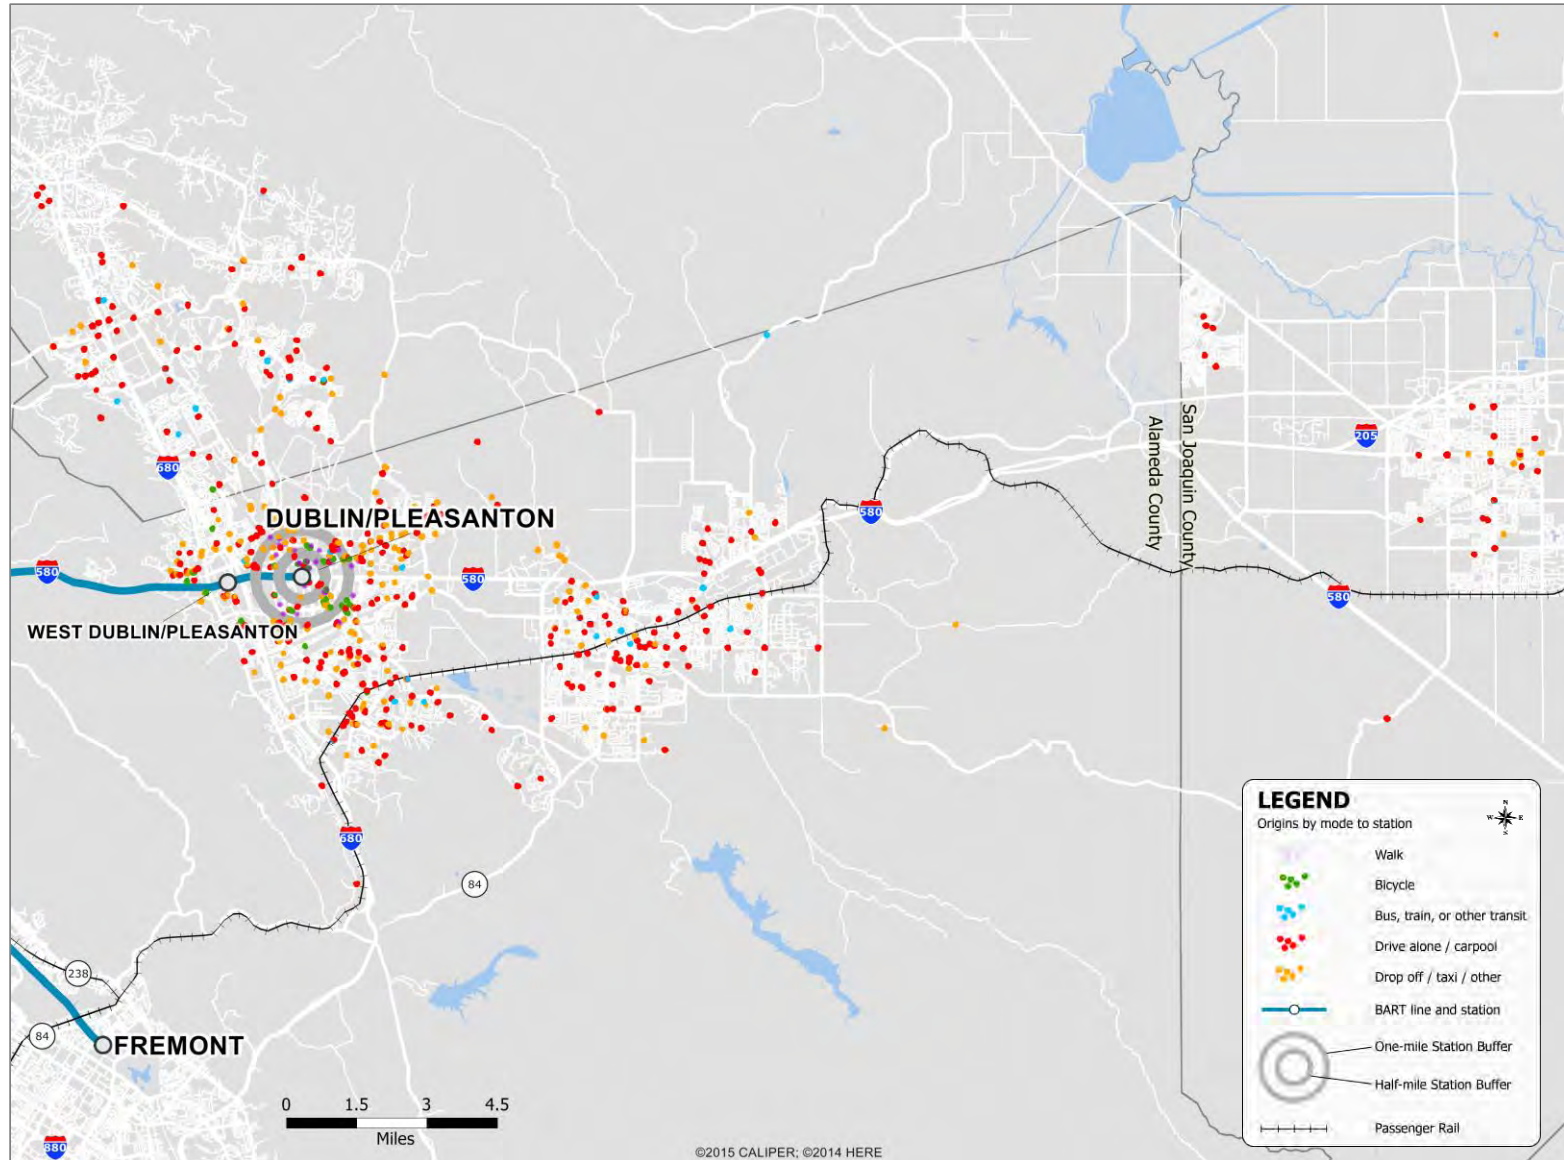 680
205
DUBLIN/PLEASANTON
580
580
580
580
WEST DUBLIN/PLEASANTON
San Joaquin County
Alameda County
680
84
238
84
FREMONT
880
0 1.5 3 4.5
Miles
©2015 CALIPER; ©2014 HERE
LEGEND
Origins by mode to station
N
W E
S
Walk
Bicycle
Bus, train, or other transit
Drive alone / carpool
Drop off / taxi / other
BART line and station
One-mile Station Buffer
Half-mile Station Buffer
Passenger Rail